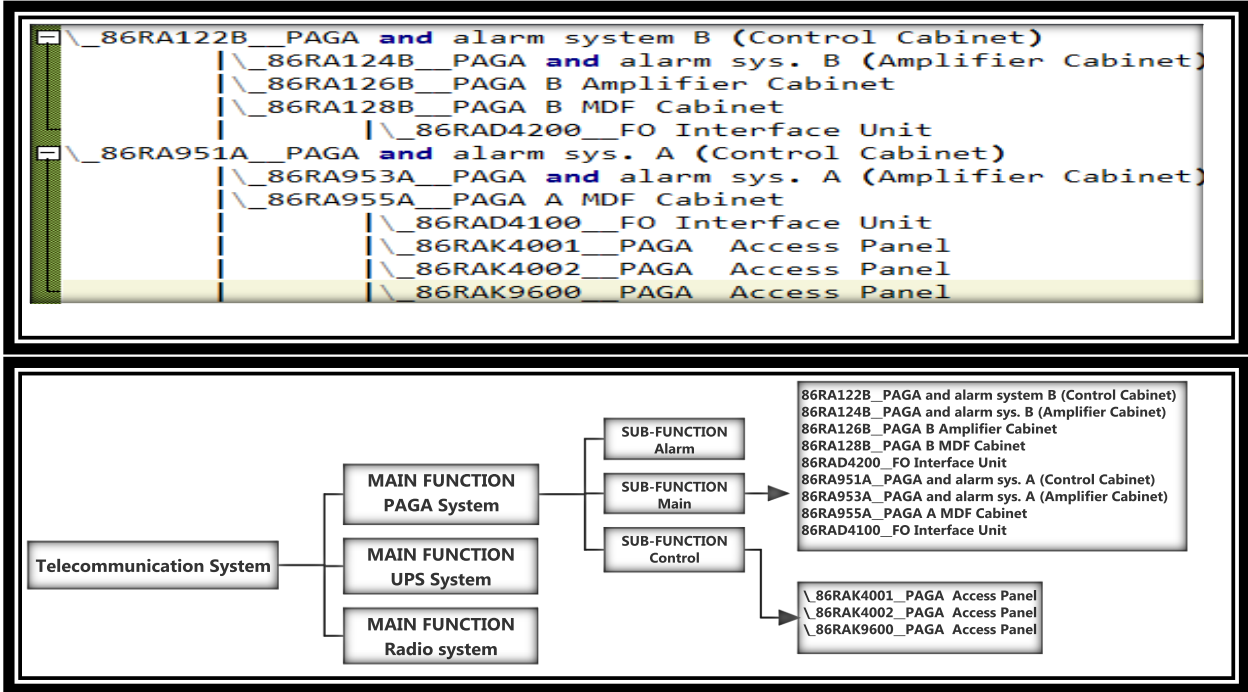 \_86RA122B__PAGA and alarm system B (Control Cabinet)
|\_86RA124B__PAGA and alarm sys. B (Amplifier Cabinet)
|\_86RA126B__PAGA B Amplifier Cabinet
|\_86RA128B__PAGA B MDF Cabinet
| |\_86RAD4200__FO Interface Unit
\_86RA951A__PAGA and alarm sys. A (Control Cabinet)
|\_86RA953A__PAGA and alarm sys. A (Amplifier Cabinet)
|\_86RA955A__PAGA A MDF Cabinet
| |\_86RAD4100__FO Interface Unit
| |\_86RAK4001__PAGA  Access Panel
| |\_86RAK4002__PAGA  Access Panel
| |\_86RAK9600__PAGA  Access Panel
Telecommunication System
MAIN FUNCTION
PAGA System
MAIN FUNCTION
UPS System
MAIN FUNCTION
Radio system
SUB-FUNCTION
Alarm
SUB-FUNCTION
Main
SUB-FUNCTION
Control
86RA122B__PAGA and alarm system B (Control Cabinet)
86RA124B__PAGA and alarm sys. B (Amplifier Cabinet)
86RA126B__PAGA B Amplifier Cabinet
86RA128B__PAGA B MDF Cabinet
86RAD4200__FO Interface Unit
86RA951A__PAGA and alarm sys. A (Control Cabinet)
86RA953A__PAGA and alarm sys. A (Amplifier Cabinet)
86RA955A__PAGA A MDF Cabinet
86RAD4100__FO Interface Unit
\_86RAK4001__PAGA  Access Panel
\_86RAK4002__PAGA  Access Panel
\_86RAK9600__PAGA  Access Panel